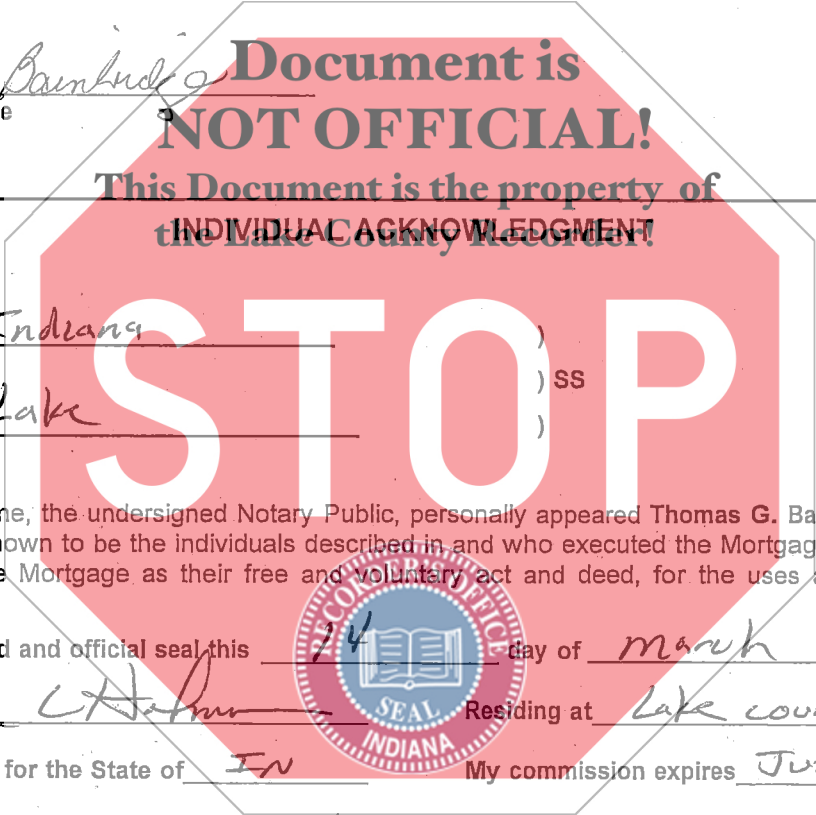 Bainbridge
Document is
NOT OFFICIAL!
e
This Document is the property of
the Lake County Recorder!
INDIVIDUAL ACKNOWLEDGMENT
Indiana
)
) SS
Lake
)
STOP
ne, the undersigned Notary Public, personally appeared Thomas G. Ba
own to be the individuals described in and who executed the Mortgag
e Mortgage as their free and voluntary act and deed, for the uses a
d and official seal this 24 day of March
Residing at Lake cou
for the State of IN My commission expires Ju
RECORDER'S OFFICE
SEAL
INDIANA